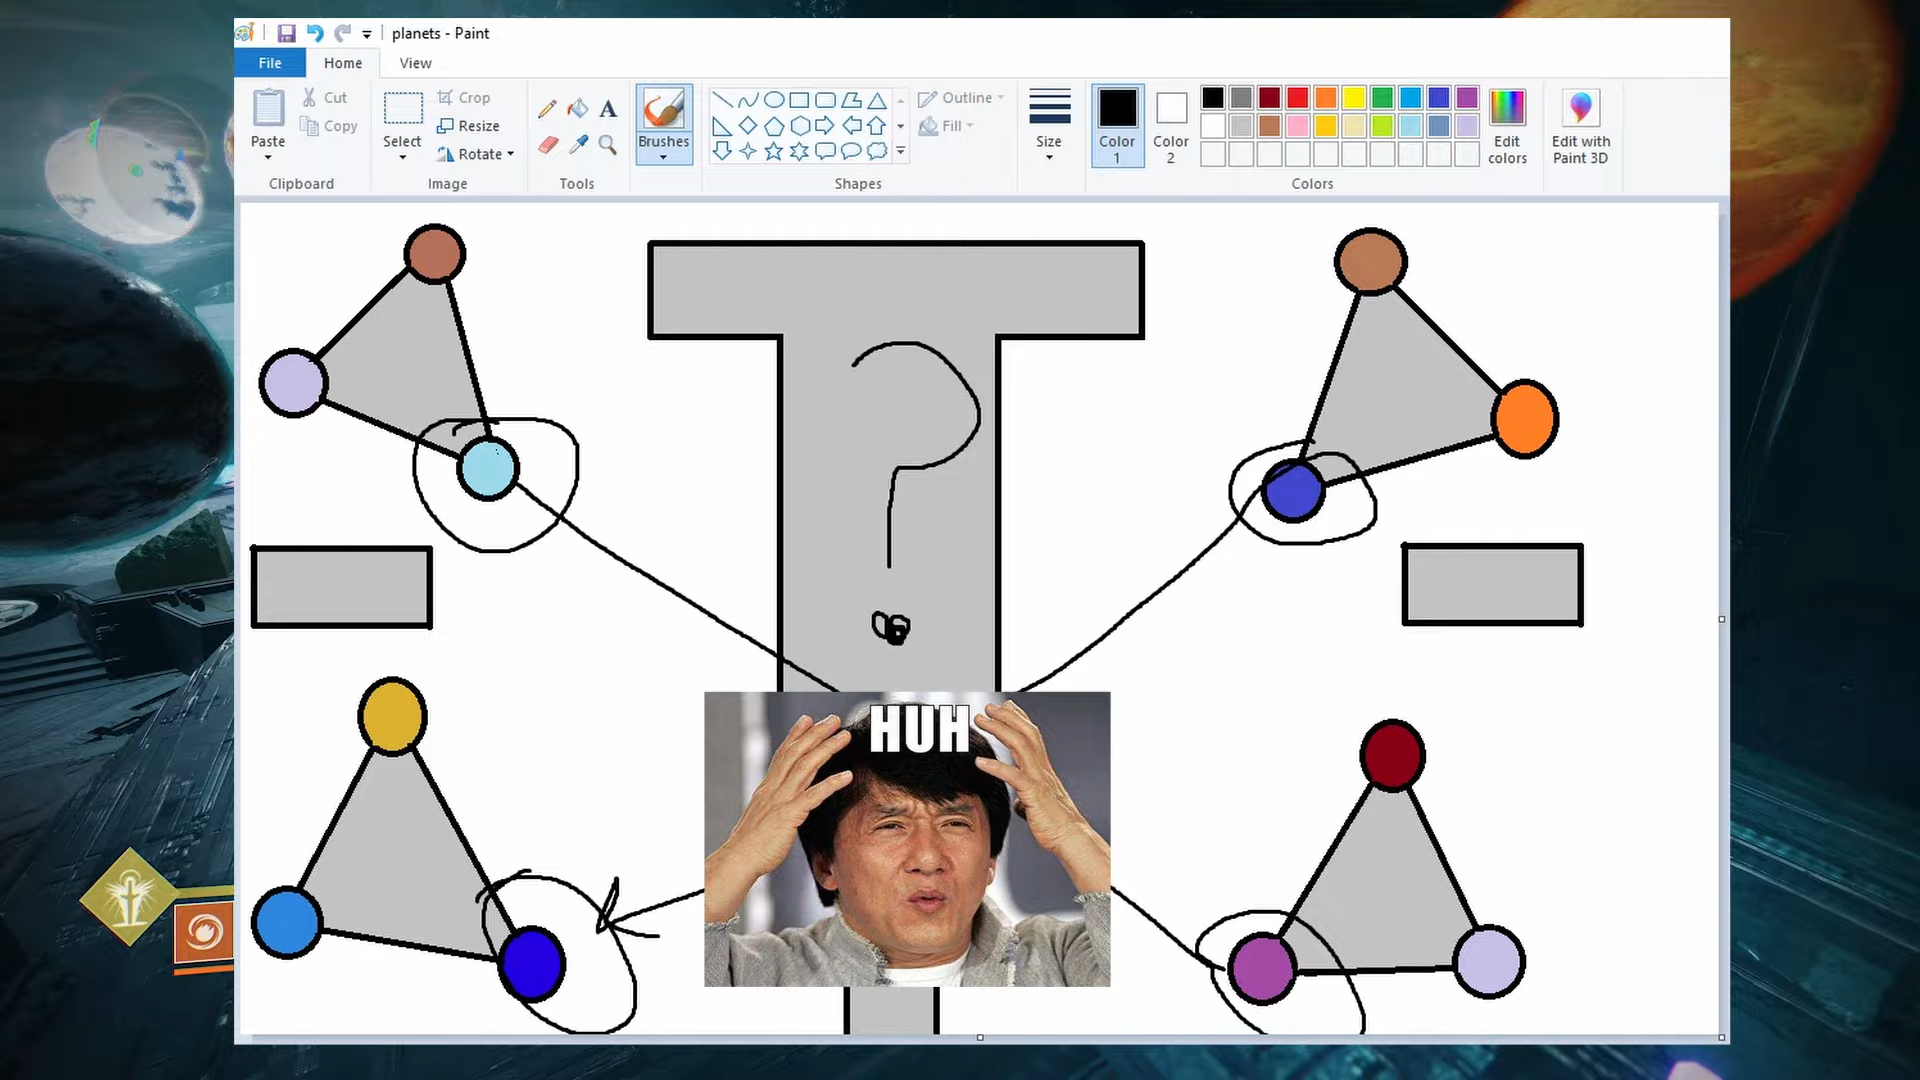 planets - Paint
File Home View
Paste
Cut
Copy
Clipboard
Select
Crop
Resize
Rotate
Image
A
Tools
Brushes
Outline
Fill
Shapes
Size
Color
1
Color
2
Edit
colors
Colors
Edit with
Paint 3D
?
HUH